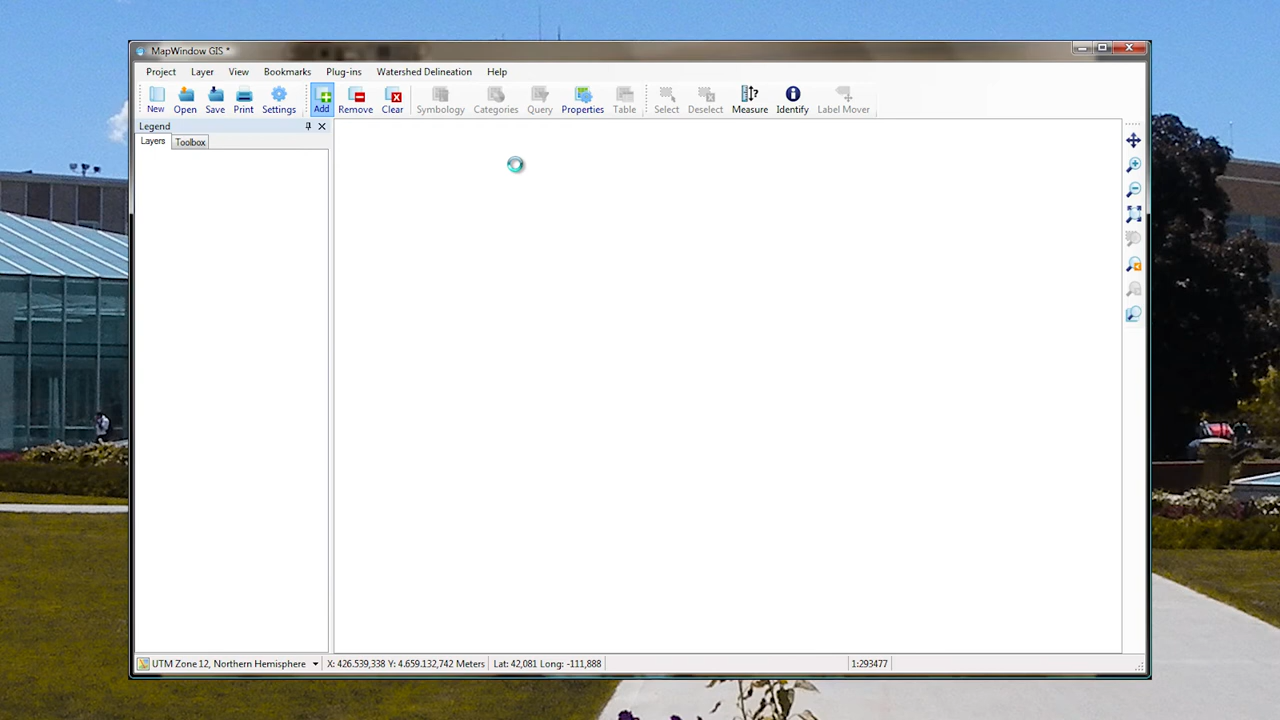 MapWindow GIS *
Project Layer View Bookmarks Plug-ins Watershed Delineation Help
New Open Save Print Settings Add Remove Clear Symbology Categories Query Properties Table Select Deselect Measure Identify Label Mover
Legend
Layers Toolbox
UTM Zone 12, Northern Hemisphere X: 426.539,338 Y: 4.659.132,742 Meters Lat: 42,081 Long: -111,888 1:293477